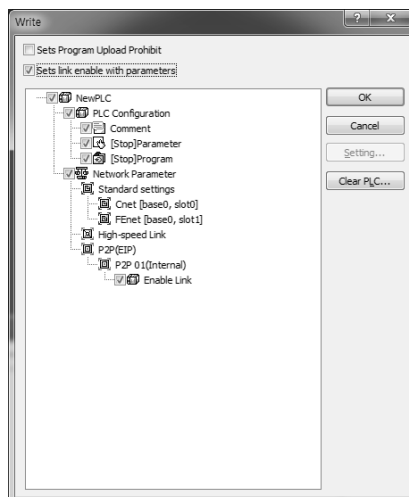 Write
Sets Program Upload Prohibit
Sets link enable with parameters
NewPLC
PLC Configuration
Comment
[Stop]Parameter
[Stop]Program
Network Parameter
Standard settings
Cnet [base0, slot0]
FEnet [base0, slot1]
High-speed Link
P2P(EIP)
P2P 01(Internal)
Enable Link
OK
Cancel
Setting...
Clear PLC...